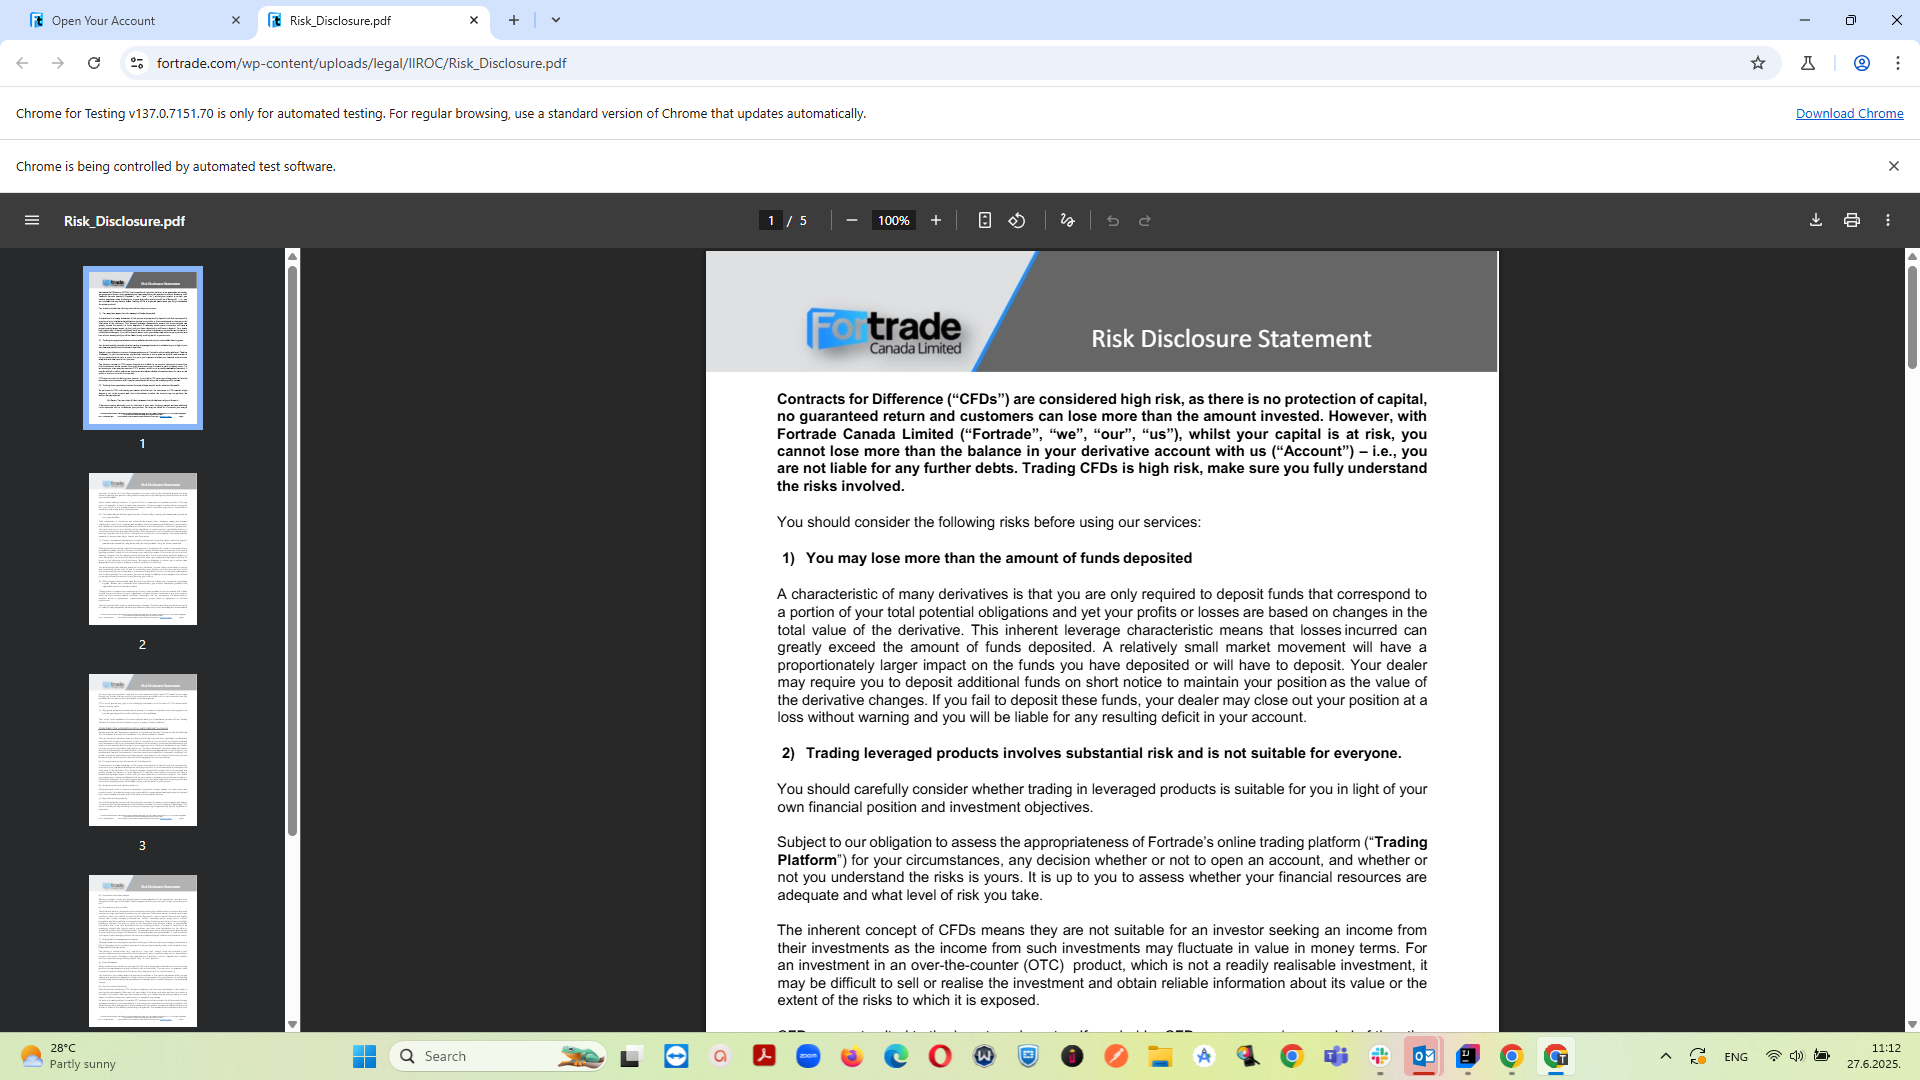 Open Your Account
Risk_Disclosure.pdf
fortrade.com/wp-content/uploads/legal/IIROC/Risk_Disclosure.pdf
Chrome for Testing v137.0.7151.70 is only for automated testing. For regular browsing, use a standard version of Chrome that updates automatically.
Download Chrome
Chrome is being controlled by automated test software.
Risk_Disclosure.pdf
1 / 5
100%
1
2
3
Fortrade
Canada Limited
Risk Disclosure Statement
Contracts for Difference (“CFDs”) are considered high risk, as there is no protection of capital,
no guaranteed return and customers can lose more than the amount invested. However, with
Fortrade Canada Limited (“Fortrade”, “we”, “our”, “us”), whilst your capital is at risk, you
cannot lose more than the balance in your derivative account with us (“Account”) – i.e., you
are not liable for any further debts. Trading CFDs is high risk, make sure you fully understand
the risks involved.
You should consider the following risks before using our services:
1) You may lose more than the amount of funds deposited
A characteristic of many derivatives is that you are only required to deposit funds that correspond to
a portion of your total potential obligations and yet your profits or losses are based on changes in the
total value of the derivative. This inherent leverage characteristic means that losses incurred can
greatly exceed the amount of funds deposited. A relatively small market movement will have a
proportionately larger impact on the funds you have deposited or will have to deposit. Your dealer
may require you to deposit additional funds on short notice to maintain your position as the value of
the derivative changes. If you fail to deposit these funds, your dealer may close out your position at a
loss without warning and you will be liable for any resulting deficit in your account.
2) Trading leveraged products involves substantial risk and is not suitable for everyone.
You should carefully consider whether trading in leveraged products is suitable for you in light of your
own financial position and investment objectives.
Subject to our obligation to assess the appropriateness of Fortrade’s online trading platform (“Trading
Platform”) for your circumstances, any decision whether or not to open an account, and whether or
not you understand the risks is yours. It is up to you to assess whether your financial resources are
adequate and what level of risk you take.
The inherent concept of CFDs means they are not suitable for an investor seeking an income from
their investments as the income from such investments may fluctuate in value in money terms. For
an investment in an over-the-counter (OTC) product, which is not a readily realisable investment, it
may be difficult to sell or realise the investment and obtain reliable information about its value or the
extent of the risks to which it is exposed.
28°C
Partly sunny
Search
zoom
ENG
11:12
27.6.2025.